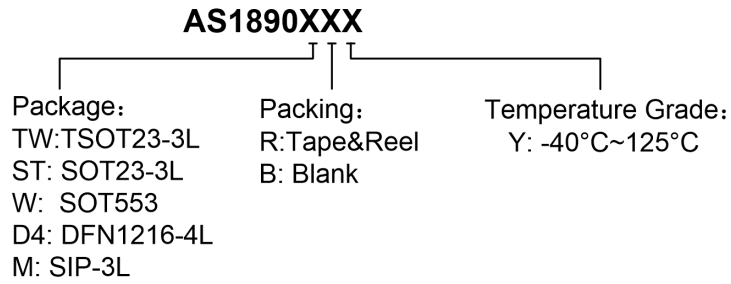 AS1890XXX
Package：
TW:TSOT23-3L
ST: SOT23-3L
W: SOT553
D4: DFN1216-4L
M: SIP-3L
Packing：
R:Tape&Reel
B: Blank
Temperature Grade：
Y: -40°C~125°C